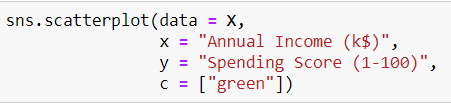 sns.scatterplot(data = X,
                x = "Annual Income (k$)",
                y = "Spending Score (1-100)",
                c = ["green"])